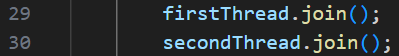 29 firstThread.join();
30 secondThread.join();